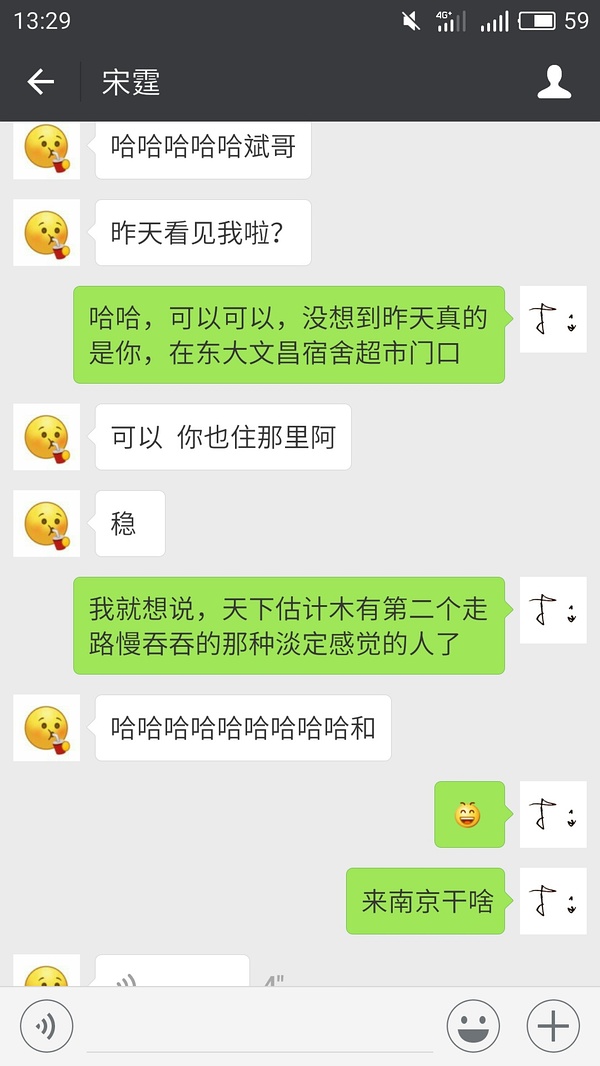 13:29
4G+
59
宋霆
哈哈哈哈哈斌哥
昨天看见我啦？
哈哈，可以可以，没想到昨天真的
是你，在东大文昌宿舍超市门口
可以 你也住那里阿
稳
我就想说，天下估计木有第二个走
路慢吞吞的那种淡定感觉的人了
哈哈哈哈哈哈哈哈哈和
来南京干啥
4"